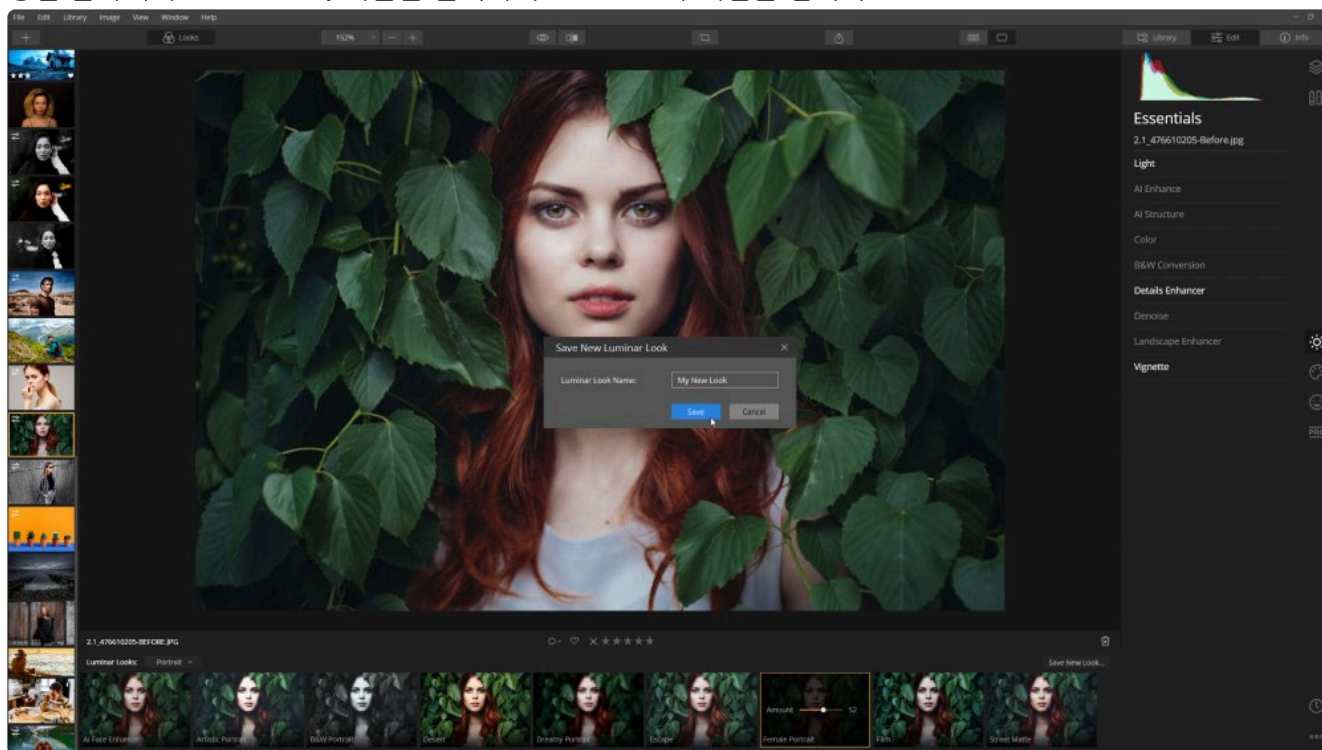 File Edit Library Image View Window Help
Looks 152% Library Edit Info
Essentials
2.1_476610205-Before.jpg
Light
AI Enhance
AI Structure
Color
B&W Conversion
Details Enhancer
Denoise
Landscape Enhancer
Vignette
PRO
Save New Luminar Look
Luminar Look Name: My New Look
Save Cancel
2.1_476610205-BEFORE.JPG
Luminar Looks: Portrait Save New Look...
Amount 52
AI Face Enhancer Artistic Portrait B&W Portrait Desert Dreamy Portrait Escape Female Portrait Film Street Matte